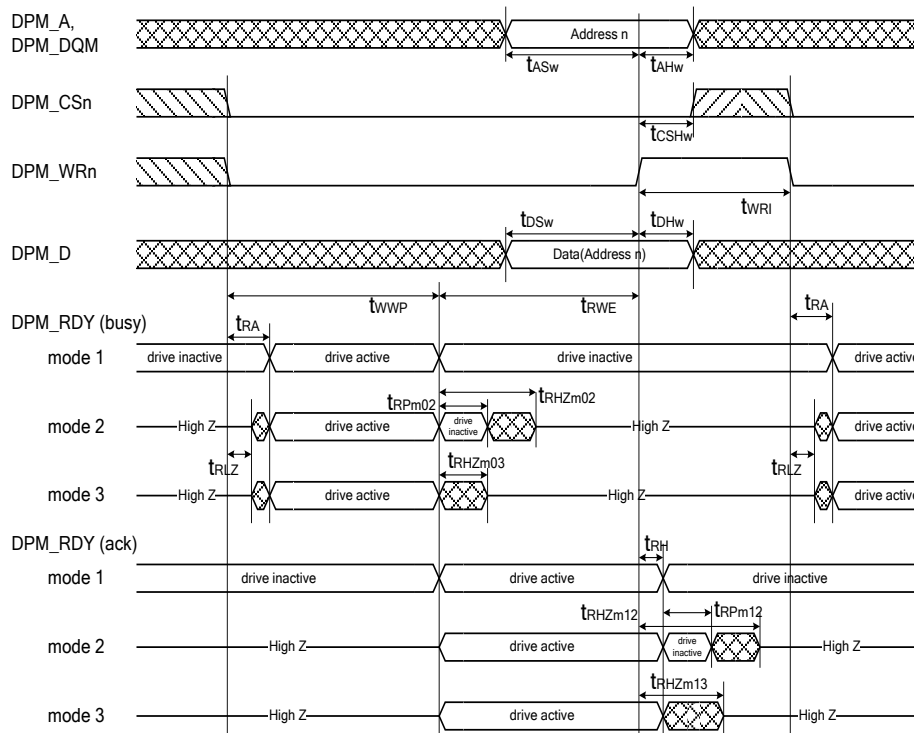 DPM_A,
DPM_DQM
Address n
tASw
tAHw
DPM_CSn
tCSHw
DPM_WRn
tWRI
tDSw
tDHw
DPM_D
Data(Address n)
tWWP
tRWE
DPM_RDY (busy)
tRA
tRA
mode 1
drive inactive
drive active
drive inactive
drive active
tRPm02
tRHZm02
mode 2
High Z
drive active
drive inactive
High Z
drive active
tRLZ
tRHZm03
tRLZ
mode 3
High Z
drive active
High Z
drive active
DPM_RDY (ack)
tRH
mode 1
drive inactive
drive active
drive inactive
tRHZm12
tRPm12
mode 2
High Z
drive active
drive inactive
High Z
tRHZm13
mode 3
High Z
drive active
High Z